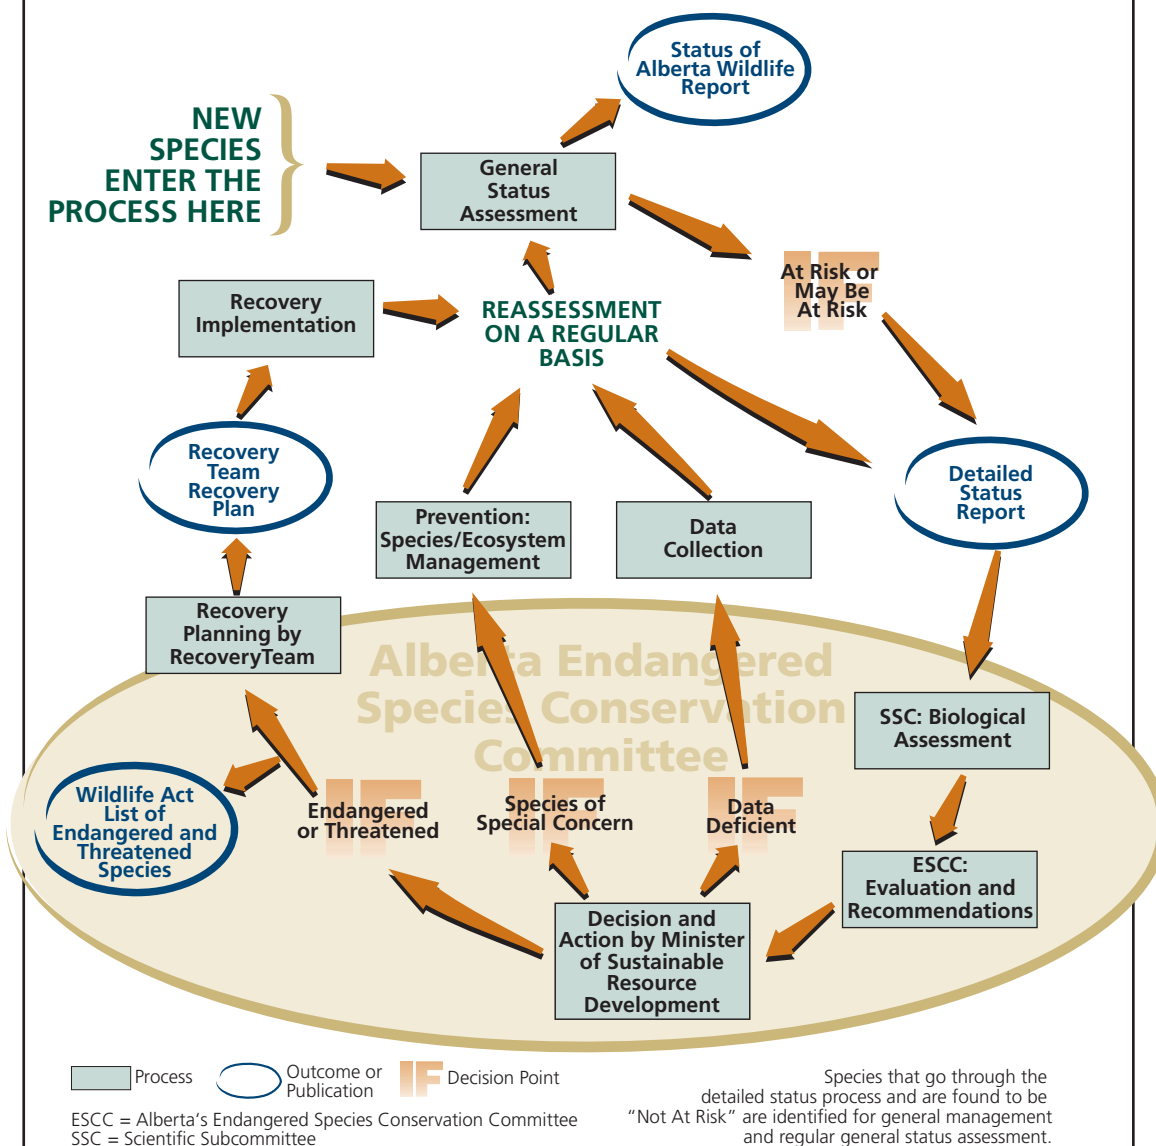 Status of
Alberta Wildlife
Report
NEW
SPECIES
ENTER THE
PROCESS HERE
General
Status
Assessment
IF
At Risk or
May Be
At Risk
Recovery
Implementation
REASSESSMENT
ON A REGULAR
BASIS
Recovery
Team
Recovery
Plan
Detailed
Status
Report
Prevention:
Species/Ecosystem
Management
Data
Collection
Recovery
Planning by
RecoveryTeam
Alberta Endangered
Species Conservation
Committee
SSC: Biological
Assessment
Wildlife Act
List of
Endangered and
Threatened
Species
IF
Endangered
or Threatened
IF
Species of
Special Concern
IF
Data
Deficient
ESCC:
Evaluation and
Recommendations
Decision and
Action by Minister
of Sustainable
Resource
Development
Process
Outcome or
Publication
IF Decision Point
ESCC = Alberta's Endangered Species Conservation Committee
SSC = Scientific Subcommittee
Species that go through the
detailed status process and are found to be
"Not At Risk" are identified for general management
and regular general status assessment.